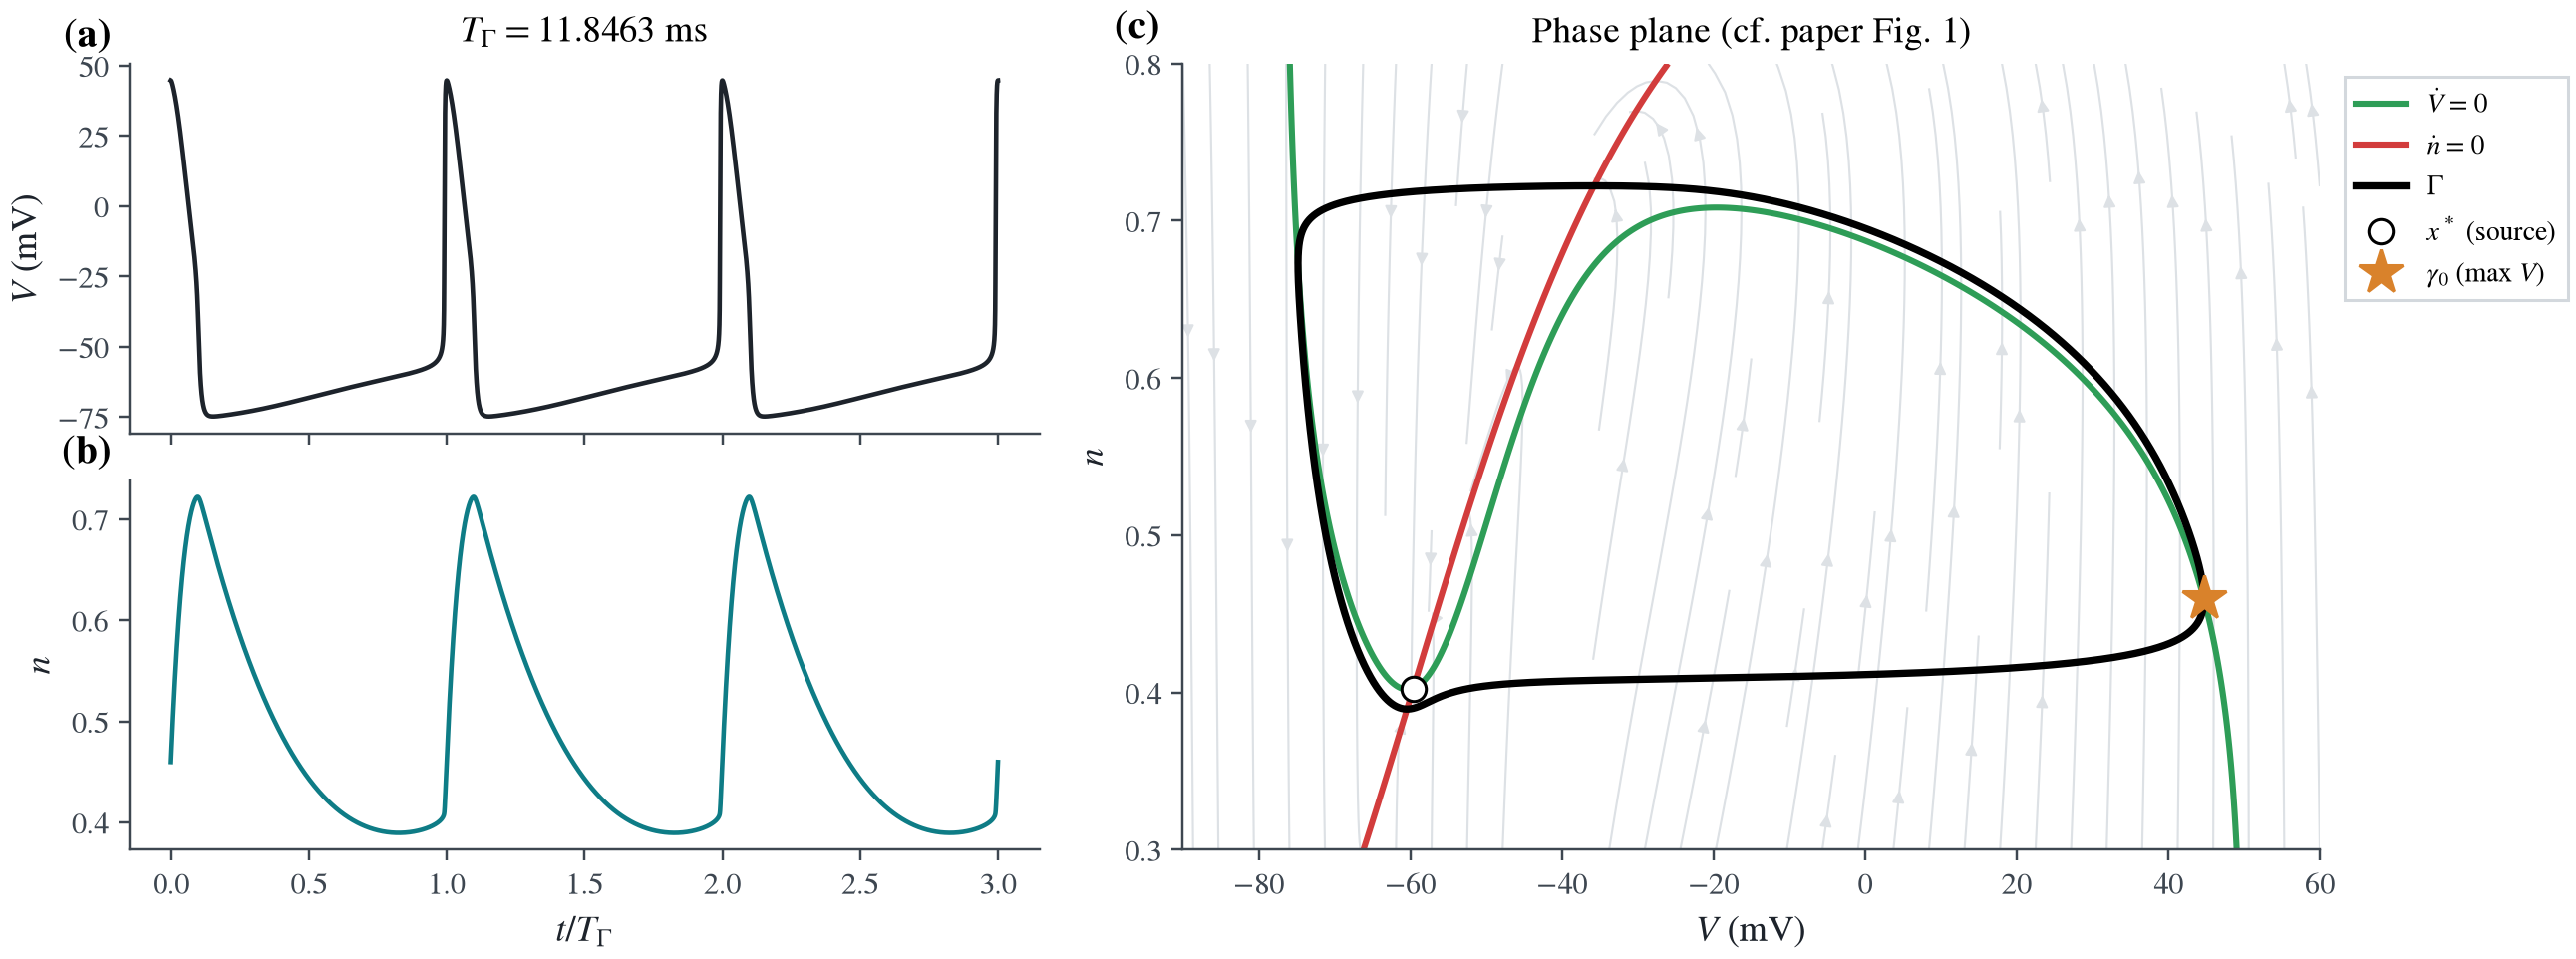 (a)
T_Γ = 11.8463 ms
50
25
0
−25
−50
−75
V (mV)
(b)
0.7
0.6
0.5
0.4
n
0.0 0.5 1.0 1.5 2.0 2.5 3.0
t/T_Γ
(c)
Phase plane (cf. paper Fig. 1)
0.8
0.7
0.6
0.5
0.4
0.3
n
−80 −60 −40 −20 0 20 40 60
V (mV)
V̇ = 0
ṅ = 0
Γ
x* (source)
γ₀ (max V)